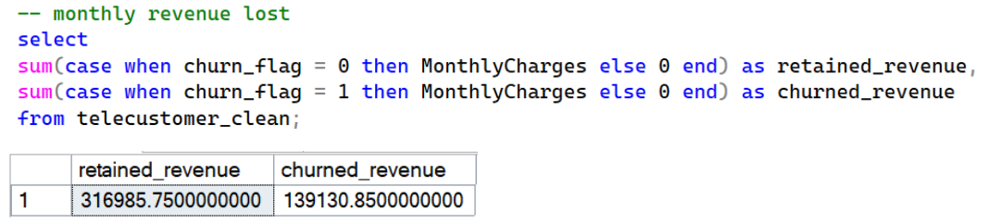 -- monthly revenue lost
select
sum(case when churn_flag = 0 then MonthlyCharges else 0 end) as retained_revenue,
sum(case when churn_flag = 1 then MonthlyCharges else 0 end) as churned_revenue
from telecustomer_clean;
retained_revenue churned_revenue
1 316985.7500000000 139130.8500000000